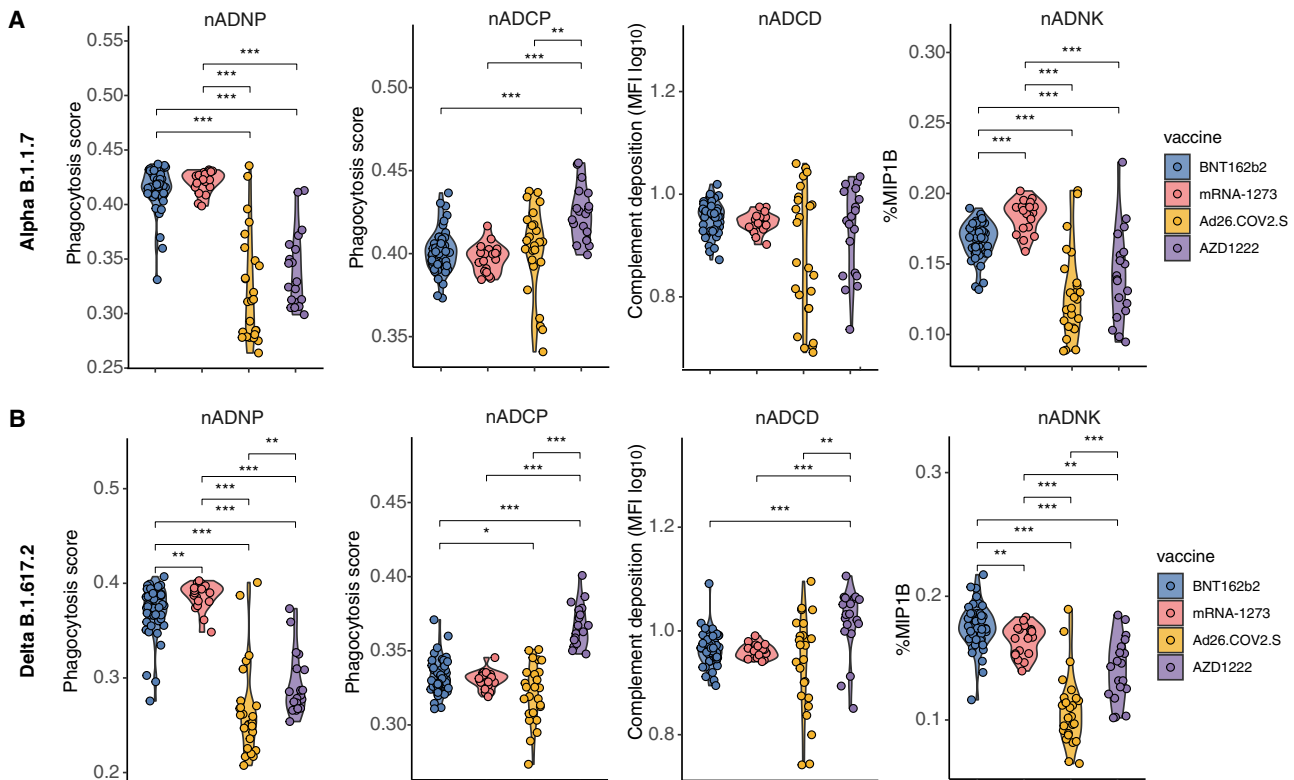 A
nADNP
nADCP
nADCD
nADNK
Alpha B.1.1.7
Phagocytosis score
0.55
0.50
0.45
0.40
0.35
0.30
0.25
***
***
***
***
Phagocytosis score
0.50
0.45
0.40
0.35
**
***
***
Complement deposition (MFI log10)
1.2
1.0
0.8
%MIP1B
0.30
0.25
0.20
0.15
0.10
***
***
***
***
***
vaccine
BNT162b2
mRNA-1273
Ad26.COV2.S
AZD1222
B
nADNP
nADCP
nADCD
nADNK
Delta B.1.617.2
Phagocytosis score
0.5
0.4
0.3
0.2
**
***
***
***
***
**
Phagocytosis score
0.45
0.40
0.35
0.30
***
***
***
*
Complement deposition (MFI log10)
1.2
1.0
0.8
**
***
***
%MIP1B
0.3
0.2
0.1
***
**
***
***
***
**
vaccine
BNT162b2
mRNA-1273
Ad26.COV2.S
AZD1222